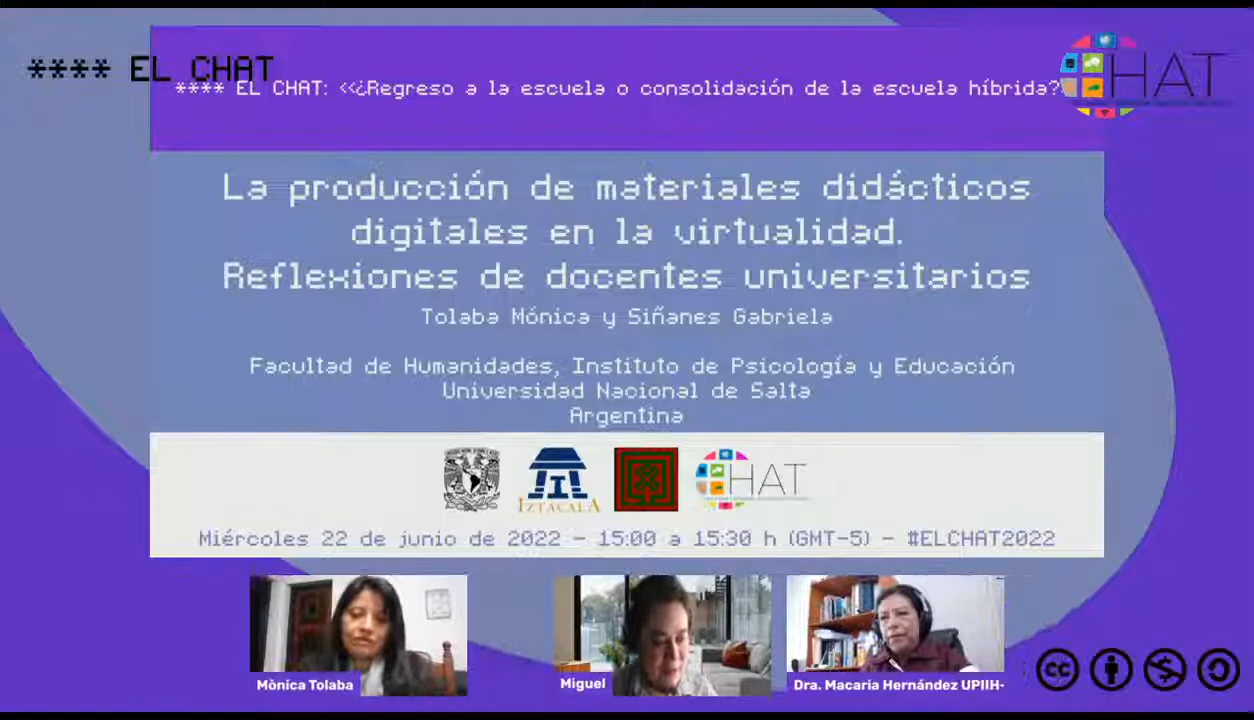 **** EL CHAT
**** EL CHAT: <<¿Regreso a la escuela o consolidación de la escuela híbrida?
HAT
La producción de materiales didácticos
digitales en la virtualidad.
Reflexiones de docentes universitarios
Tolaba Mónica y Siñanes Gabriela
Facultad de Humanidades, Instituto de Psicología y Educación
Universidad Nacional de Salta
Argentina
IZTACALA
HAT
Miércoles 22 de junio de 2022 - 15:00 a 15:30 h (GMT-5) - #ELCHAT2022
Mònica Tolaba
Miguel
Dra. Macaria Hernández UPIIH-
cc